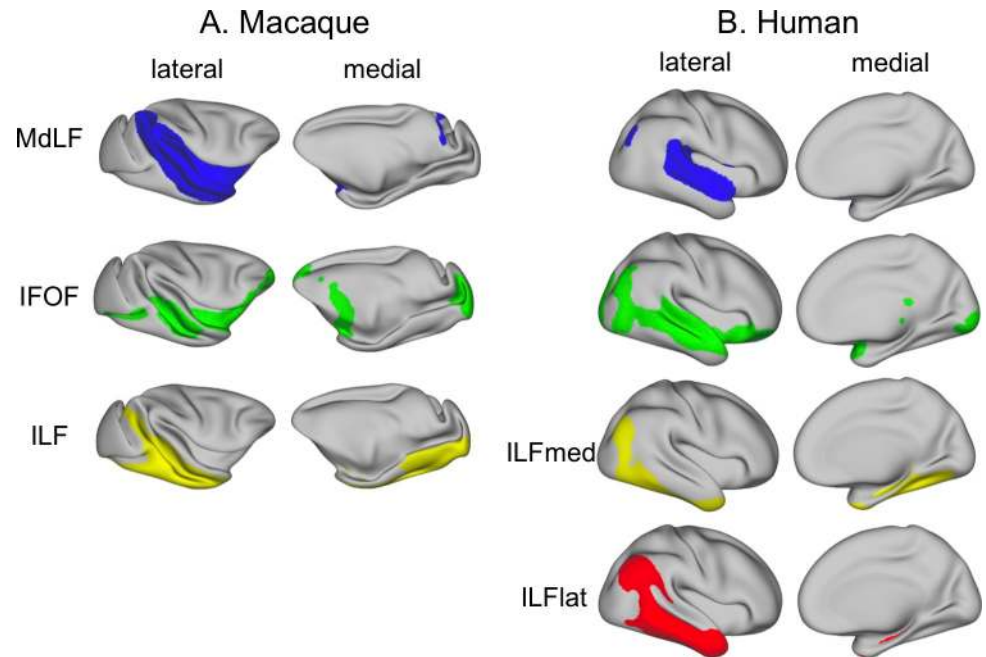 A. Macaque
B. Human
lateral
medial
lateral
medial
MdLF
IFOF
ILF
ILFmed
ILFlat